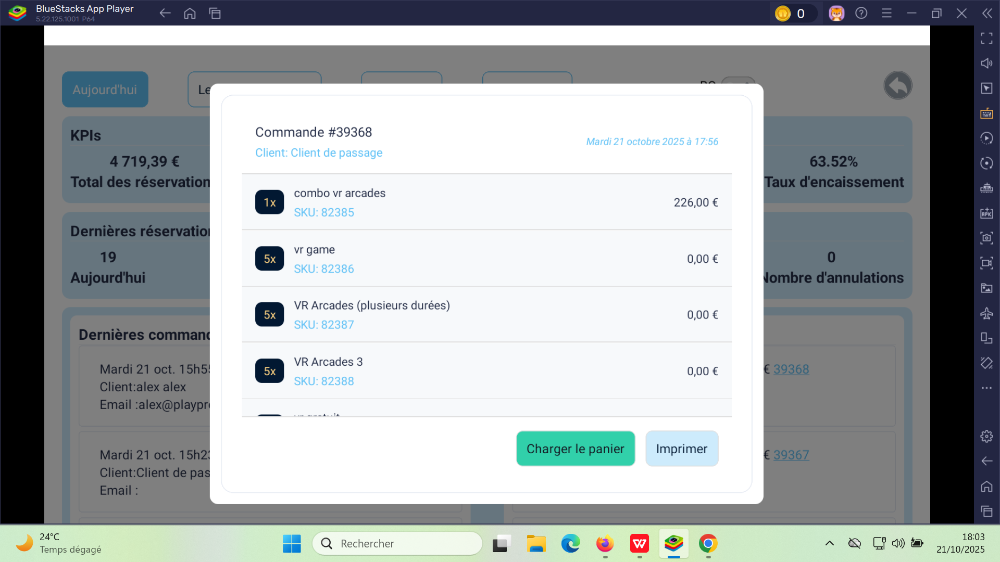 BlueStacks App Player
5.22.125.1001 P64
0
Aujourd'hui
Le
KPIs
4 719,39 €
Total des réservation
63.52%
Taux d'encaissement
Dernières réservation
19
Aujourd'hui
0
Nombre d'annulations
Dernières command
Mardi 21 oct. 15h55
Client:alex alex
Email :alex@playpr
€ 39368
Mardi 21 oct. 15h23
Client:Client de pas
Email :
€ 39367
Commande #39368
Client: Client de passage
Mardi 21 octobre 2025 à 17:56
1x
combo vr arcades
SKU: 82385
226,00 €
5x
vr game
SKU: 82386
0,00 €
5x
VR Arcades (plusieurs durées)
SKU: 82387
0,00 €
5x
VR Arcades 3
SKU: 82388
0,00 €
vr gratuit
Charger le panier
Imprimer
APK
24°C
Temps dégagé
Rechercher
18:03
21/10/2025